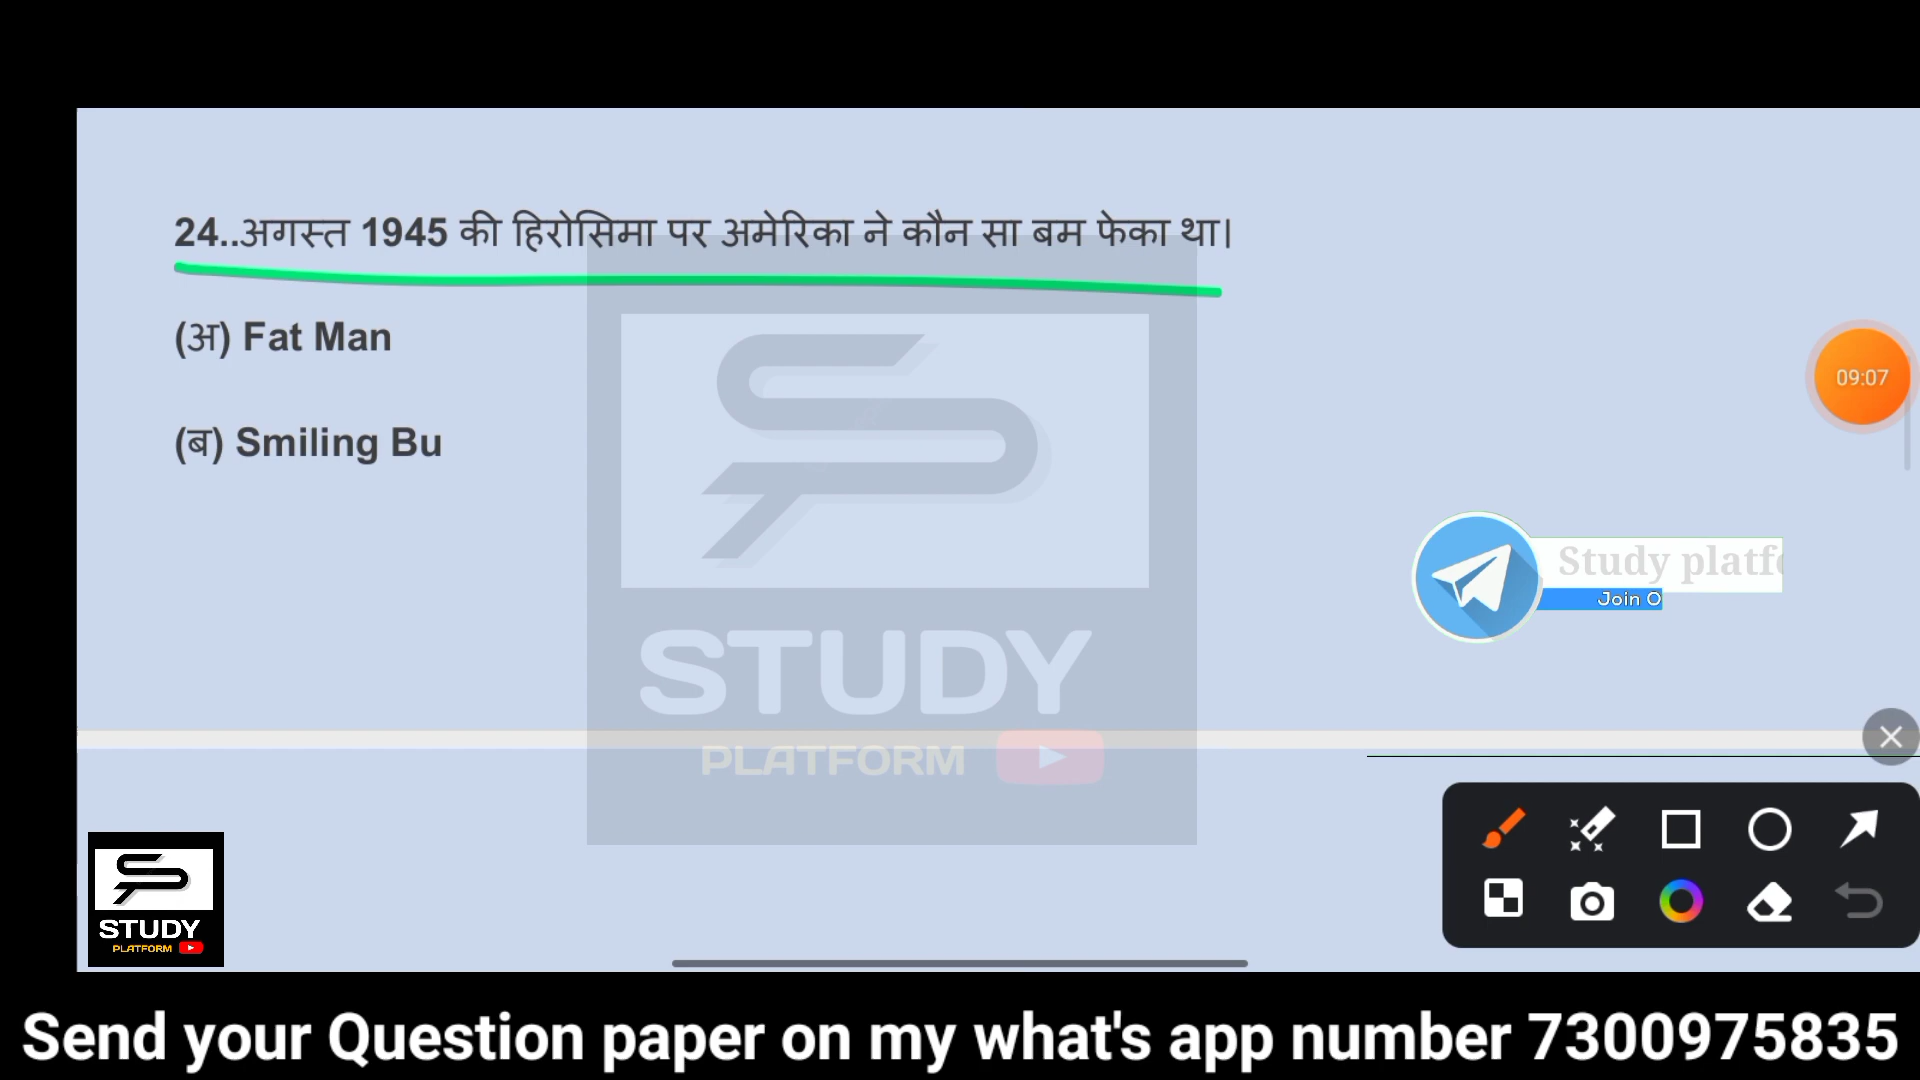 24..अगस्त 1945 की हिरोसिमा पर अमेरिका ने कौन सा बम फेका था।
(अ) Fat Man
09:07
(ब) Smiling Bu
Study platfo
Join O
STUDY
PLATFORM
STUDY
PLATFORM
Send your Question paper on my what's app number 7300975835